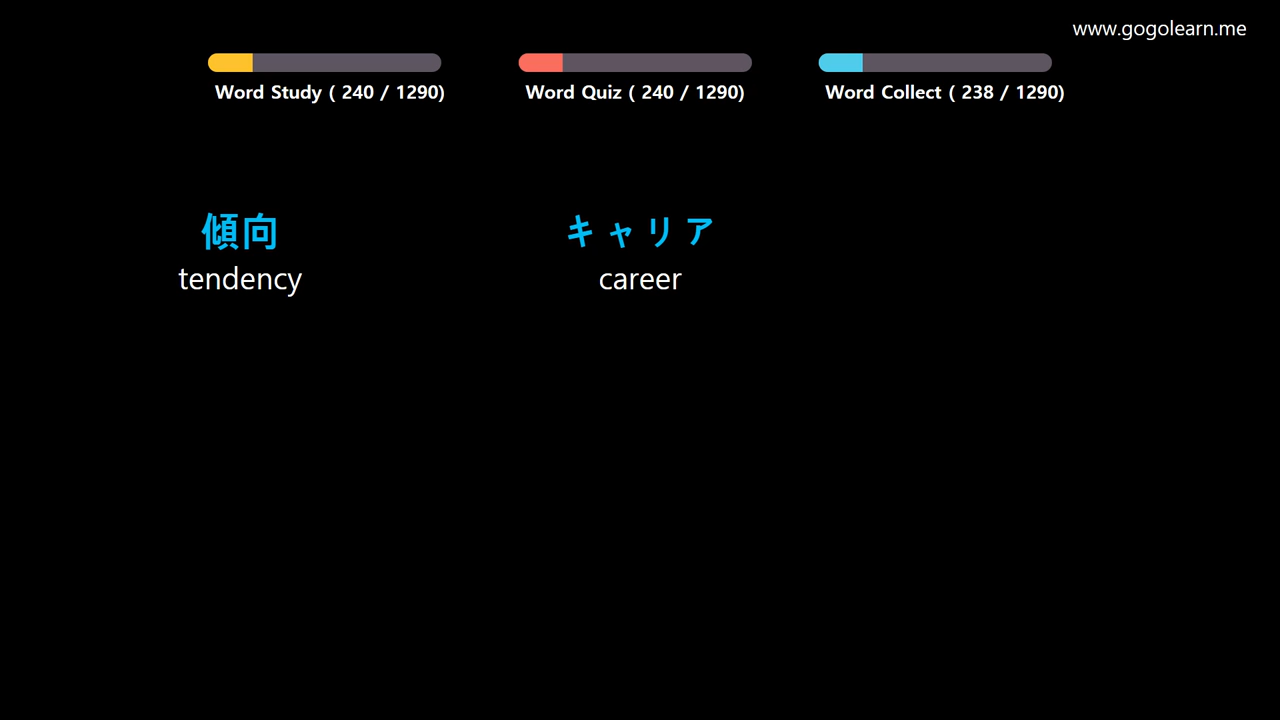 www.gogolearn.me
Word Study ( 240 / 1290)
Word Quiz ( 240 / 1290)
Word Collect ( 238 / 1290)
傾向
tendency
キャリア
career